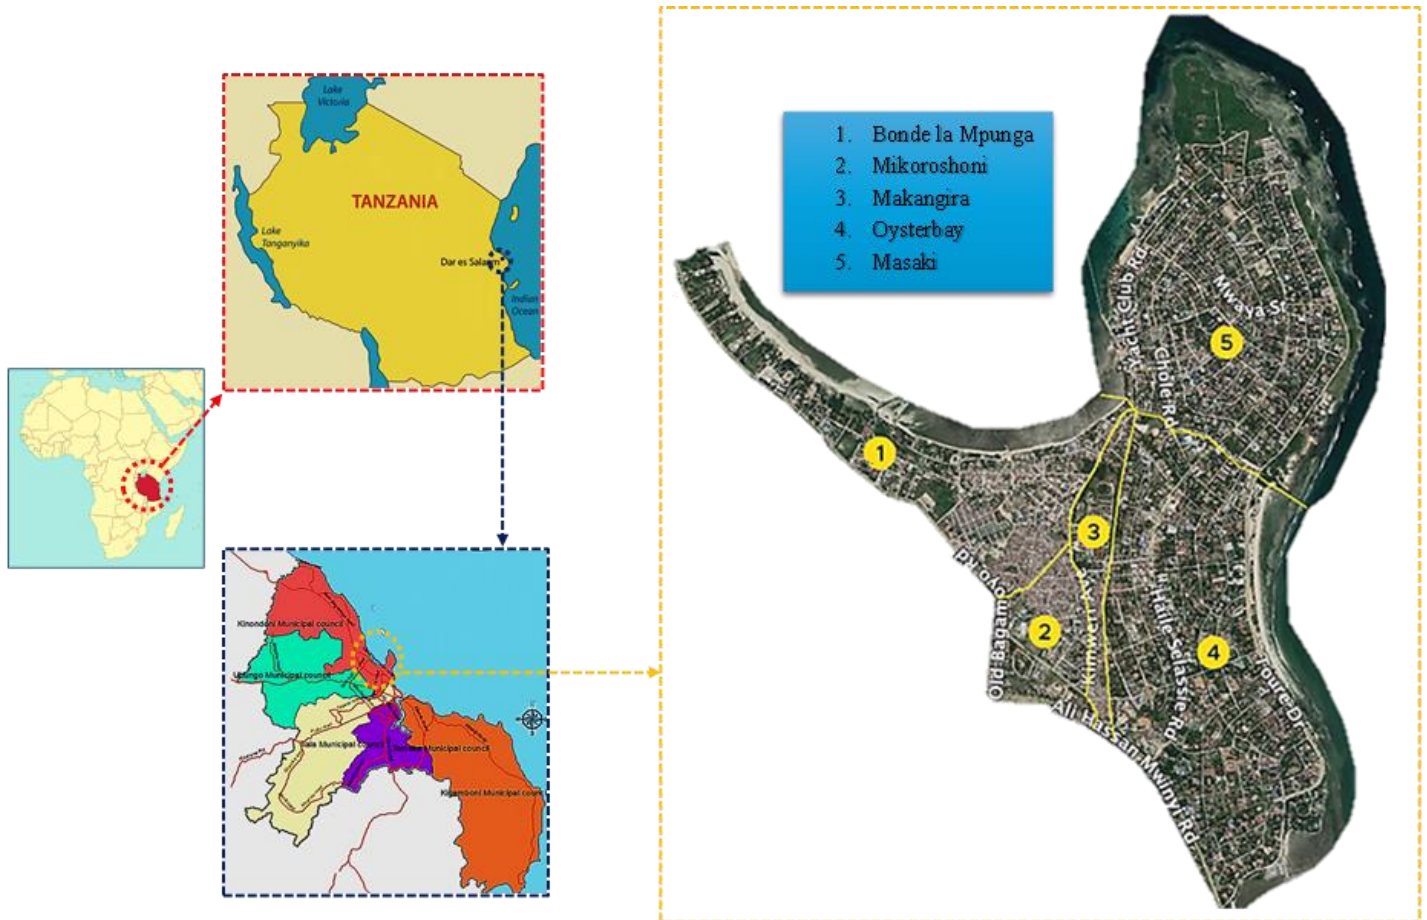 Lake
Victoria
TANZANIA
Lake
Tanganyika
Dar es Salaam
Indian
Ocean
Kinondoni Municipal council
Ubungo Municipal council
Ilala Municipal council
Temeke Municipal council
Kigamboni Municipal counc
1. Bonde la Mpunga
2. Mikoroshoni
3. Makangira
4. Oysterbay
5. Masaki
Yacht Club Rd
Chole Rd
Mwaya St
5
1
3
Old Bagamoyo Rd
Kimweri Ave
2
Haile Selassie Rd
4
Toure Dr
Ali Hassan Mwinyi Rd